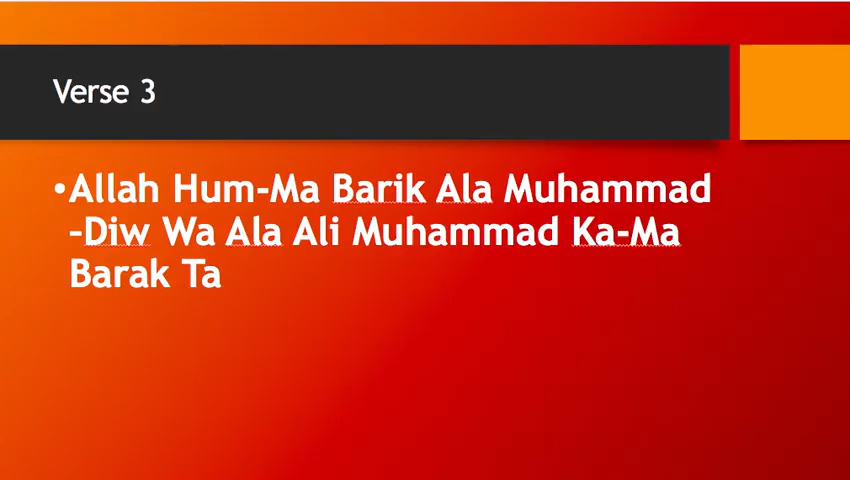 Verse 3
•Allah Hum-Ma Barik Ala Muhammad
-Diw Wa Ala Ali Muhammad Ka-Ma
Barak Ta